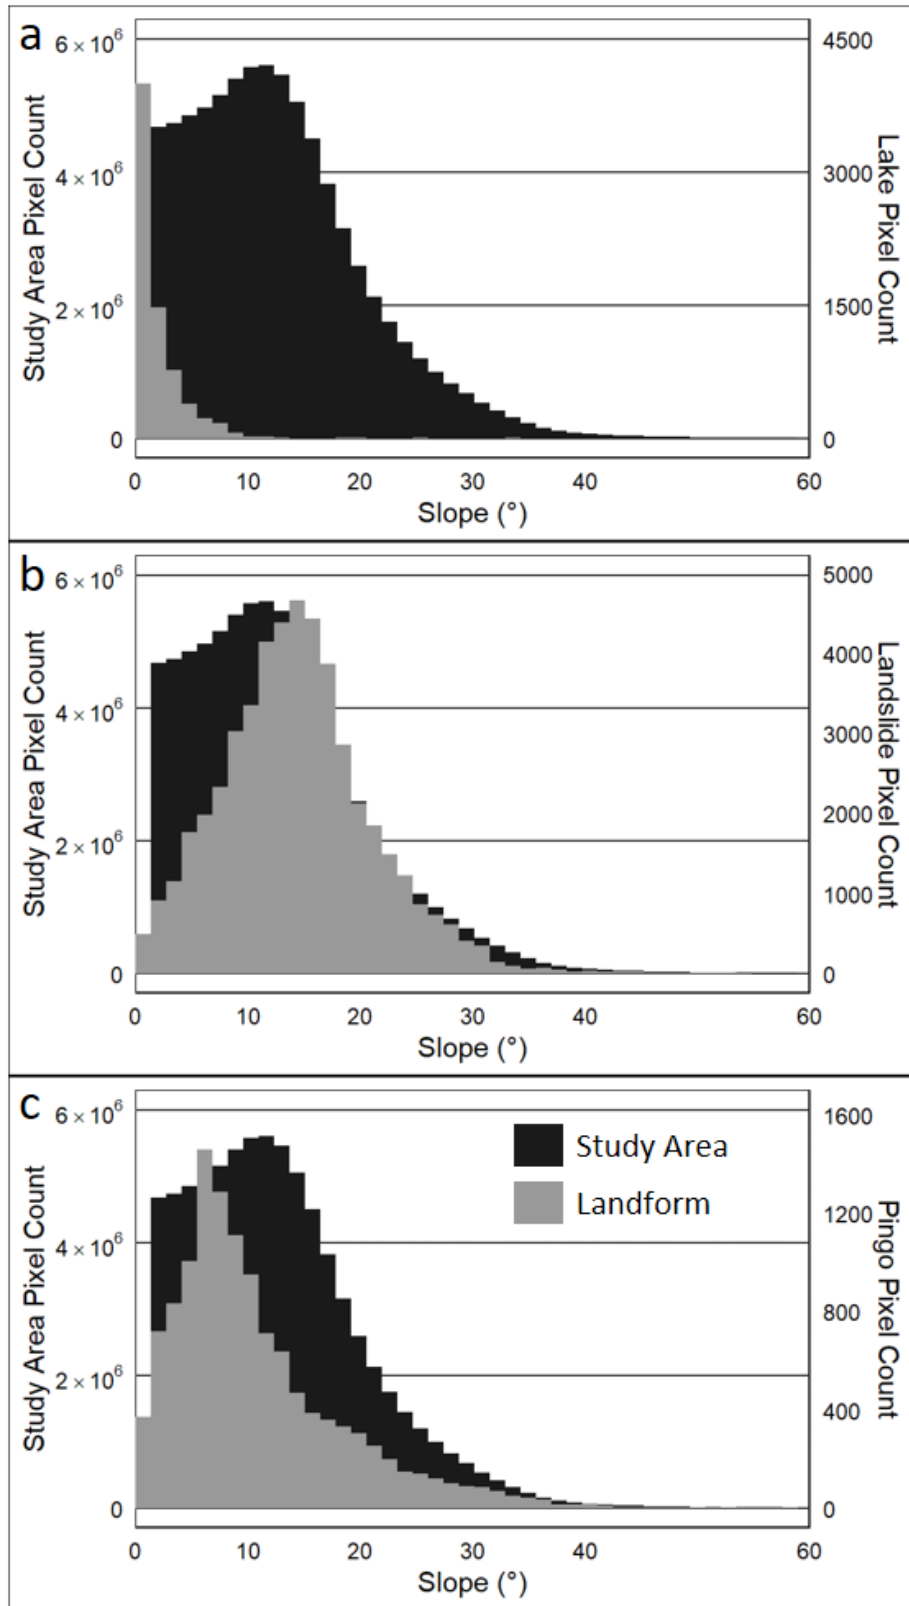 a
6 × 10⁶
4 × 10⁶
2 × 10⁶
0
Study Area Pixel Count
4500
3000
1500
0
Lake Pixel Count
0 10 20 30 40 60
Slope (°)
b
6 × 10⁶
4 × 10⁶
2 × 10⁶
0
Study Area Pixel Count
5000
4000
3000
2000
1000
0
Landslide Pixel Count
0 10 20 30 40 60
Slope (°)
c
6 × 10⁶
4 × 10⁶
2 × 10⁶
0
Study Area Pixel Count
Study Area
Landform
1600
1200
800
400
0
Pingo Pixel Count
0 10 20 30 40 60
Slope (°)